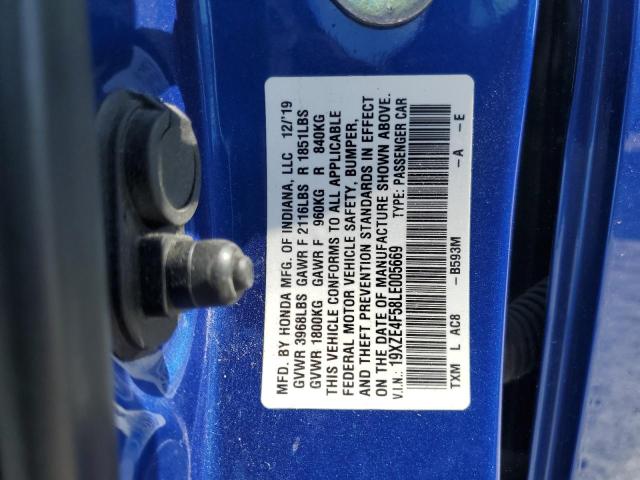 MFD. BY HONDA MFG. OF INDIANA, LLC 12/'19
GVWR 3968LBS GAWR F 2116LBS R 1851LBS
GVWR 1800KG GAWR F 960KG R 840KG
THIS VEHICLE CONFORMS TO ALL APPLICABLE
FEDERAL MOTOR VEHICLE SAFETY, BUMPER,
AND THEFT PREVENTION STANDARDS IN EFFECT
ON THE DATE OF MANUFACTURE SHOWN ABOVE.
V.I.N.: 19XZE4F58LE005669 TYPE: PASSENGER CAR
TXM L AC8 -B593M -A -E